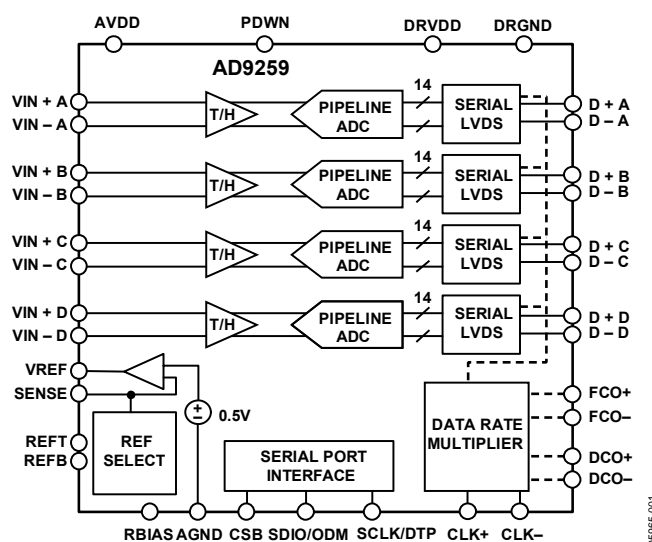 AVDD PDWN DRVDD DRGND
AD9259
VIN + A
VIN – A
T/H
PIPELINE
ADC
14
SERIAL
LVDS
D + A
D – A
VIN + B
VIN – B
T/H
PIPELINE
ADC
14
SERIAL
LVDS
D + B
D – B
VIN + C
VIN – C
T/H
PIPELINE
ADC
14
SERIAL
LVDS
D + C
D – C
VIN + D
VIN – D
T/H
PIPELINE
ADC
14
SERIAL
LVDS
D + D
D – D
VREF
SENSE
+
–
0.5V
REFT
REFB
REF
SELECT
SERIAL PORT
INTERFACE
DATA RATE
MULTIPLIER
FCO+
FCO–
DCO+
DCO–
RBIAS AGND CSB SDIO/ODM SCLK/DTP CLK+ CLK–
05965-001